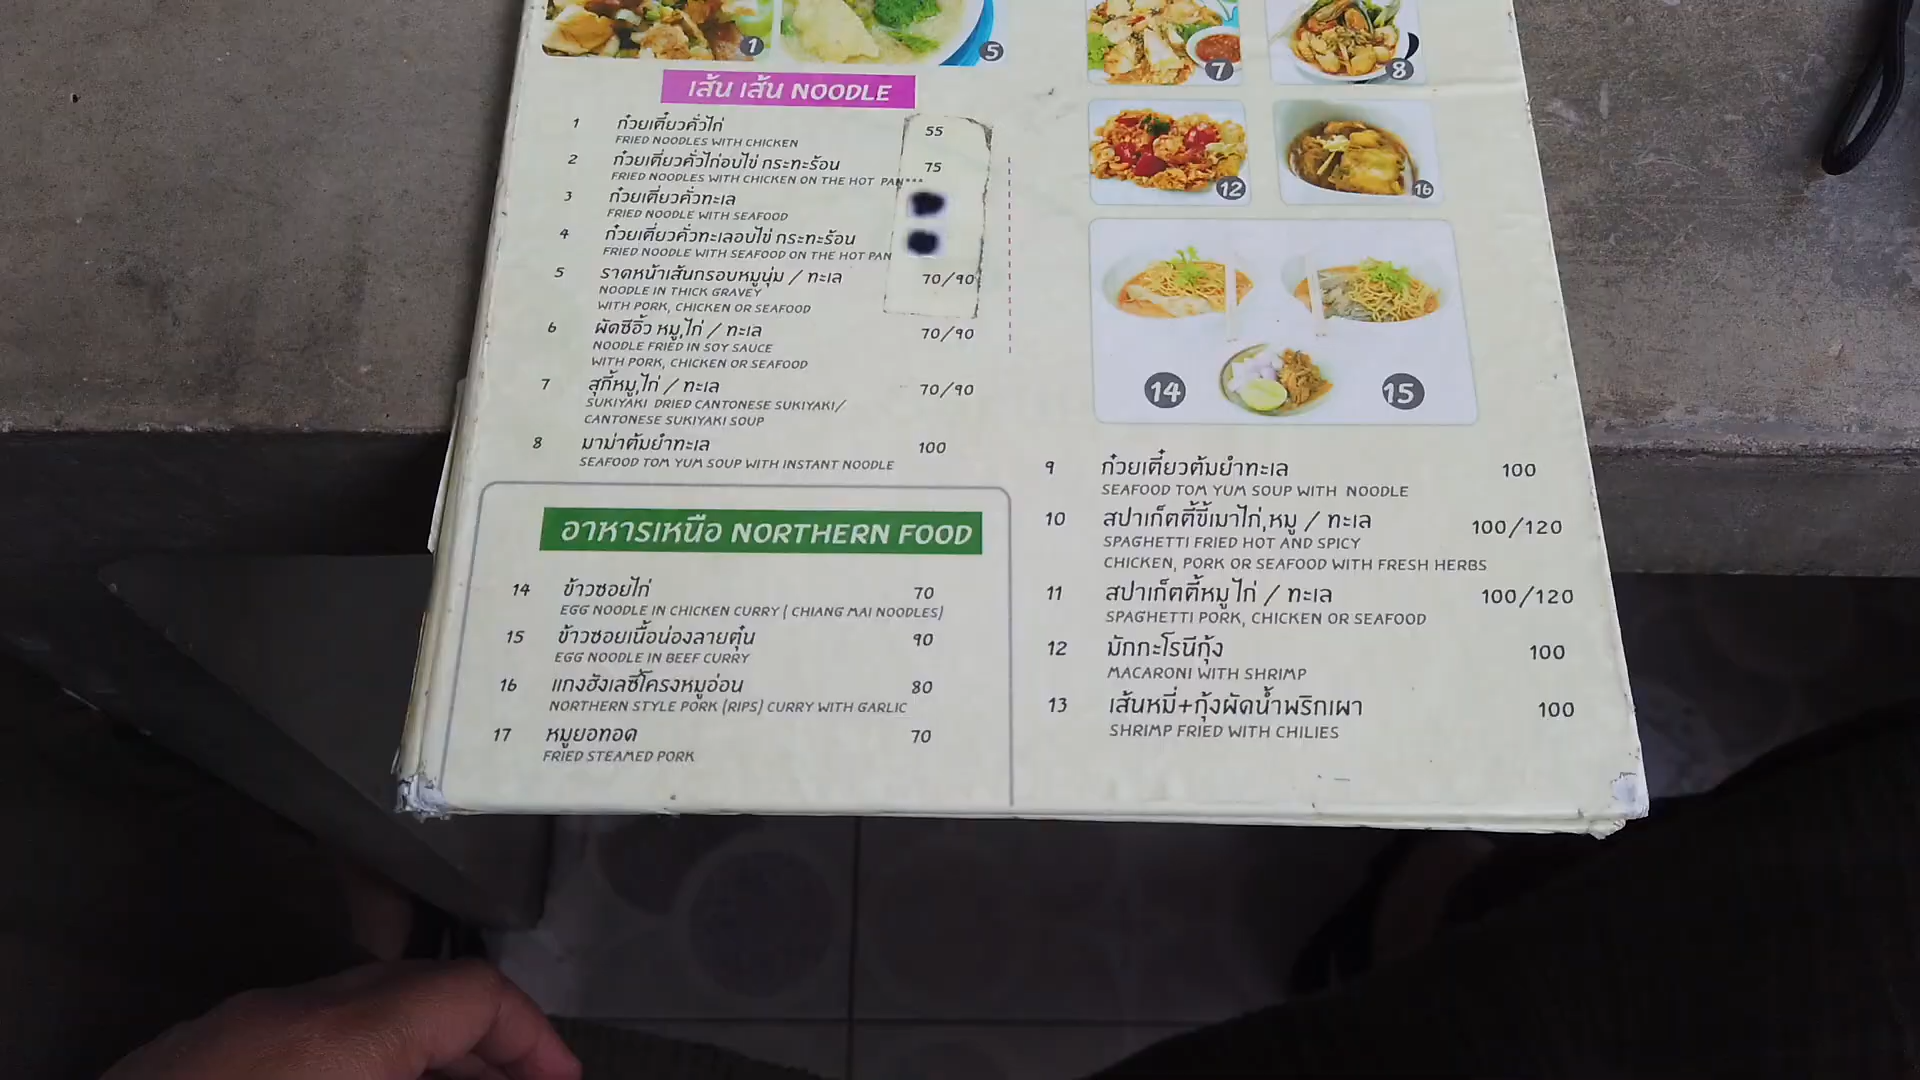 1
5
7
8
12
16
14
15
เส้น เส้น NOODLE
1 ก๋วยเตี๋ยวคั่วไก่ 55
FRIED NOODLES WITH CHICKEN
2 ก๋วยเตี๋ยวคั่วไก่อบไข่ กระทะร้อน 75
FRIED NOODLES WITH CHICKEN ON THE HOT PAN***
3 ก๋วยเตี๋ยวคั่วทะเล
FRIED NOODLE WITH SEAFOOD
4 ก๋วยเตี๋ยวคั่วทะเลอบไข่ กระทะร้อน
FRIED NOODLE WITH SEAFOOD ON THE HOT PAN
5 ราดหน้าเส้นกรอบหมูนุ่ม / ทะเล 70/90
NOODLE IN THICK GRAVEY
WITH PORK, CHICKEN OR SEAFOOD
6 ผัดซีอิ้ว หมู,ไก่ / ทะเล 70/90
NOODLE FRIED IN SOY SAUCE
WITH PORK, CHICKEN OR SEAFOOD
7 สุกี้หมู,ไก่ / ทะเล 70/90
SUKIYAKI DRIED CANTONESE SUKIYAKI/
CANTONESE SUKIYAKI SOUP
8 มาม่าต้มยำทะเล 100
SEAFOOD TOM YUM SOUP WITH INSTANT NOODLE
อาหารเหนือ NORTHERN FOOD
14 ข้าวซอยไก่ 70
EGG NOODLE IN CHICKEN CURRY ( CHIANG MAI NOODLES)
15 ข้าวซอยเนื้อน่องลายตุ๋น 90
EGG NOODLE IN BEEF CURRY
16 แกงฮังเลซี่โครงหมูอ่อน 80
NORTHERN STYLE PORK (RIPS) CURRY WITH GARLIC
17 หมูยอทอด 70
FRIED STEAMED PORK
9 ก๋วยเตี๋ยวต้มยำทะเล 100
SEAFOOD TOM YUM SOUP WITH NOODLE
10 สปาเก็ตตี้ขี้เมาไก่,หมู / ทะเล 100/120
SPAGHETTI FRIED HOT AND SPICY
CHICKEN, PORK OR SEAFOOD WITH FRESH HERBS
11 สปาเก็ตตี้หมู ไก่ / ทะเล 100/120
SPAGHETTI PORK, CHICKEN OR SEAFOOD
12 มักกะโรนีกุ้ง 100
MACARONI WITH SHRIMP
13 เส้นหมี่+กุ้งผัดน้ำพริกเผา 100
SHRIMP FRIED WITH CHILIES